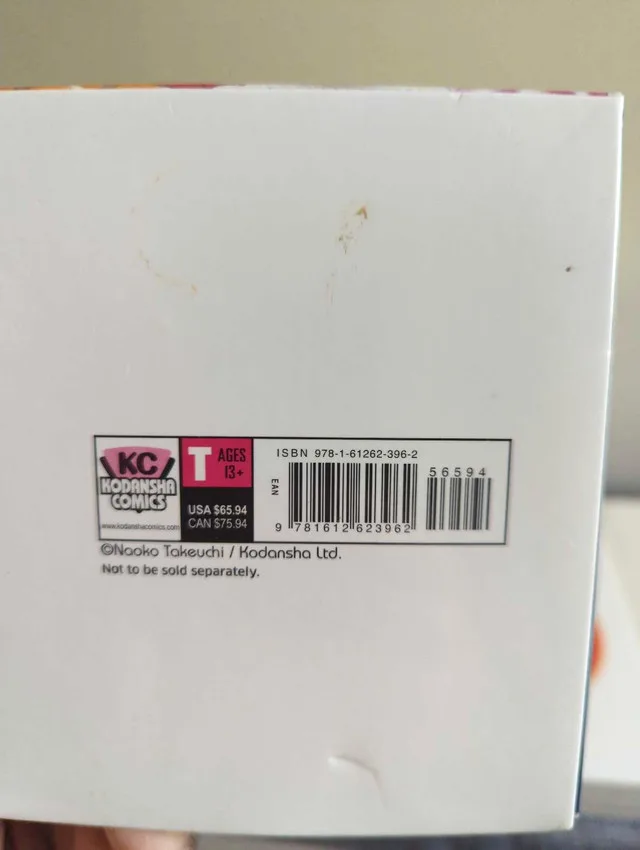 KC
KODANSHA
COMICS
www.kodanshacomics.com
T AGES
13+
USA $65.94
CAN $75.94
ISBN 978-1-61262-396-2
EAN
56594
9 781612 623962
©Naoko Takeuchi / Kodansha Ltd.
Not to be sold separately.